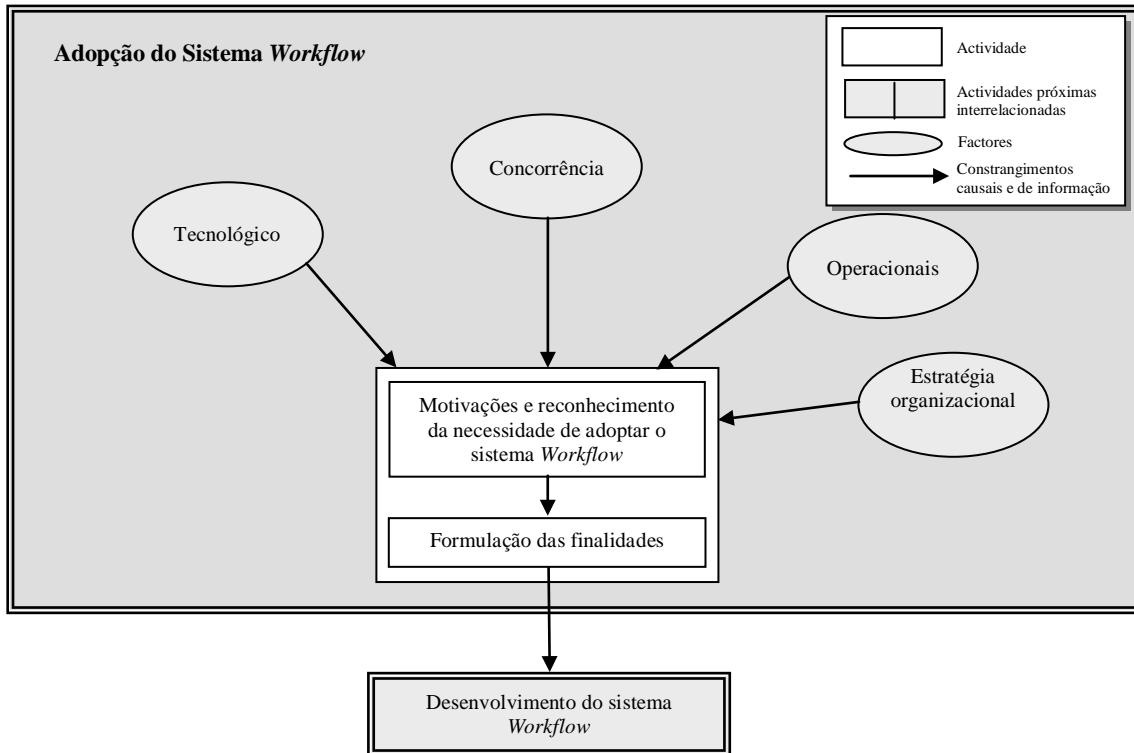 Adopção do Sistema Workflow
Actividade
Actividades próximas
interrelacionadas
Factores
Constrangimentos
causais e de informação
Concorrência
Tecnológico
Operacionais
Estratégia
organizacional
Motivações e reconhecimento
da necessidade de adoptar o
sistema Workflow
Formulação das finalidades
Desenvolvimento do sistema
Workflow